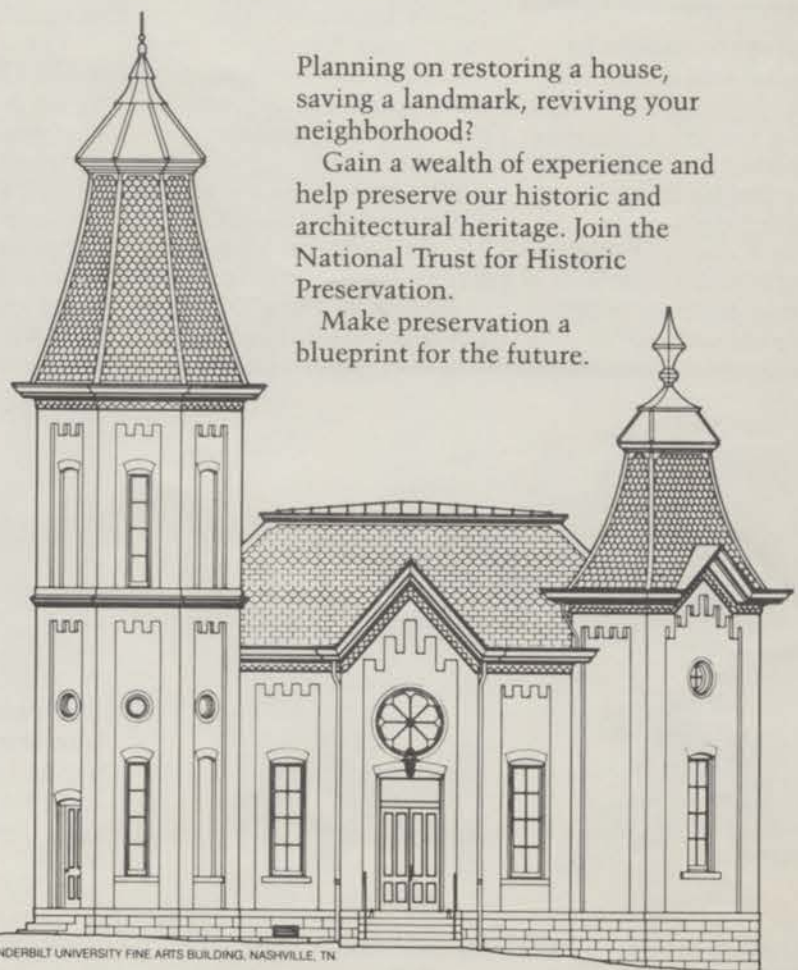 Planning on restoring a house,
saving a landmark, reviving your
neighborhood?
Gain a wealth of experience and
help preserve our historic and
architectural heritage. Join the
National Trust for Historic
Preservation.
Make preservation a
blueprint for the future.
NDERBILT UNIVERSITY FINE ARTS BUILDING, NASHVILLE, TN